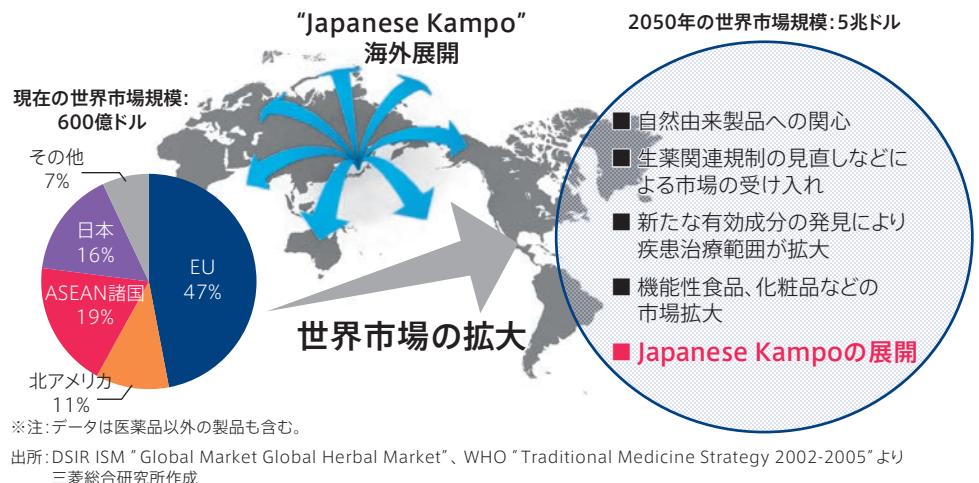 “Japanese Kampo”
海外展開
2050年の世界市場規模：5兆ドル
現在の世界市場規模：
600億ドル
その他
7%
日本
16%
EU
47%
ASEAN諸国
19%
北アメリカ
11%
世界市場の拡大
■ 自然由来製品への関心
■ 生薬関連規制の見直しなどに
よる市場の受け入れ
■ 新たな有効成分の発見により
疾患治療範囲が拡大
■ 機能性食品、化粧品などの
市場拡大
■ Japanese Kampoの展開
※注：データは医薬品以外の製品も含む。
出所：DSIR ISM ” Global Market Global Herbal Market”、WHO ” Traditional Medicine Strategy 2002-2005” より
三菱総合研究所作成